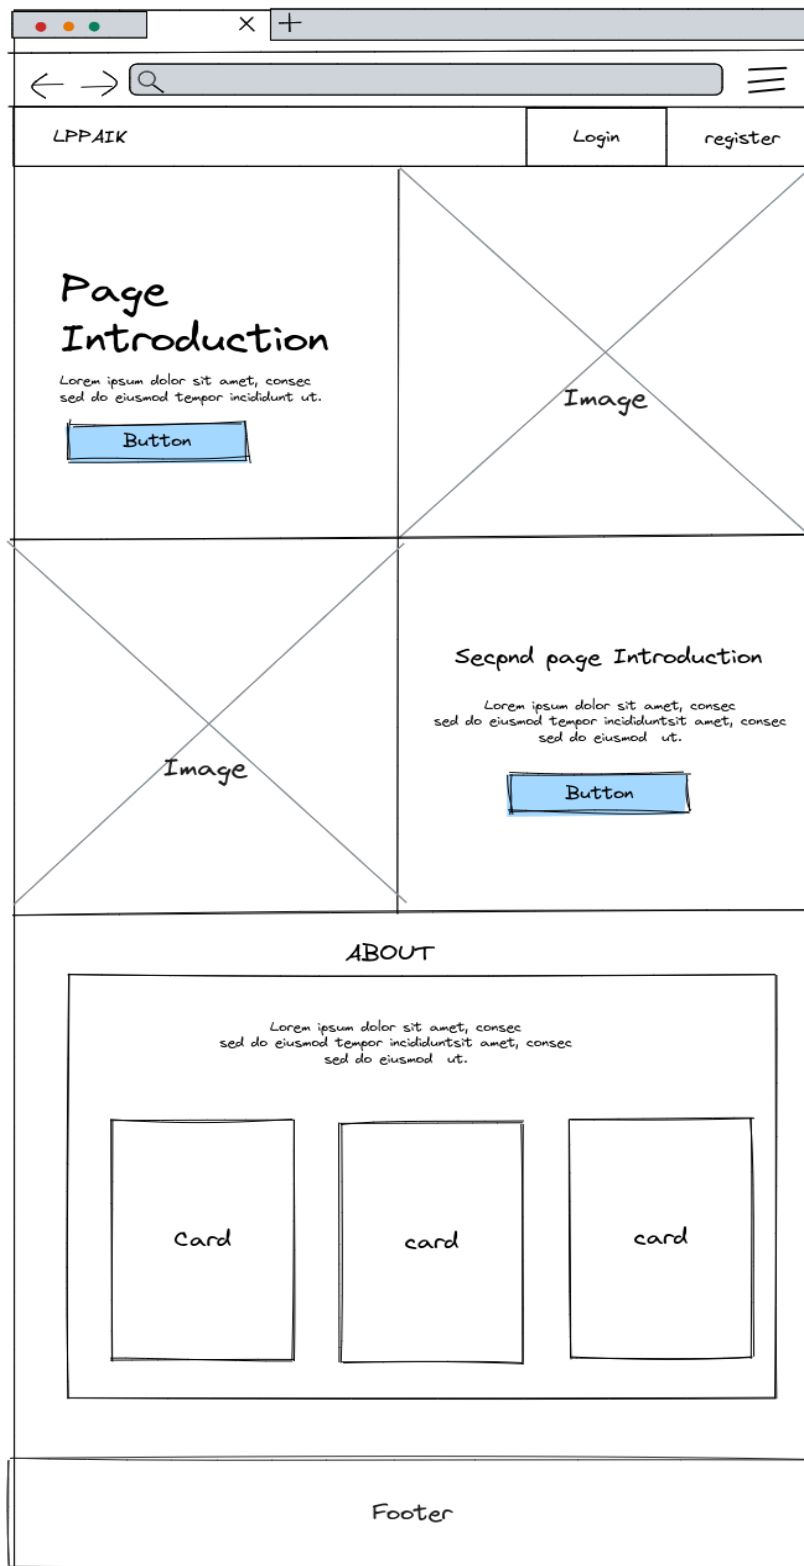 LPPAIK
Login
register
Page
Introduction
Lorem ipsum dolor sit amet, consec
sed do eiusmod tempor incididunt ut.
Button
Image
Image
Secpnd page Introduction
Lorem ipsum dolor sit amet, consec
sed do eiusmod tempor incididuntsit amet, consec
sed do eiusmod ut.
Button
ABOUT
Lorem ipsum dolor sit amet, consec
sed do eiusmod tempor incididuntsit amet, consec
sed do eiusmod ut.
Card
card
card
Footer